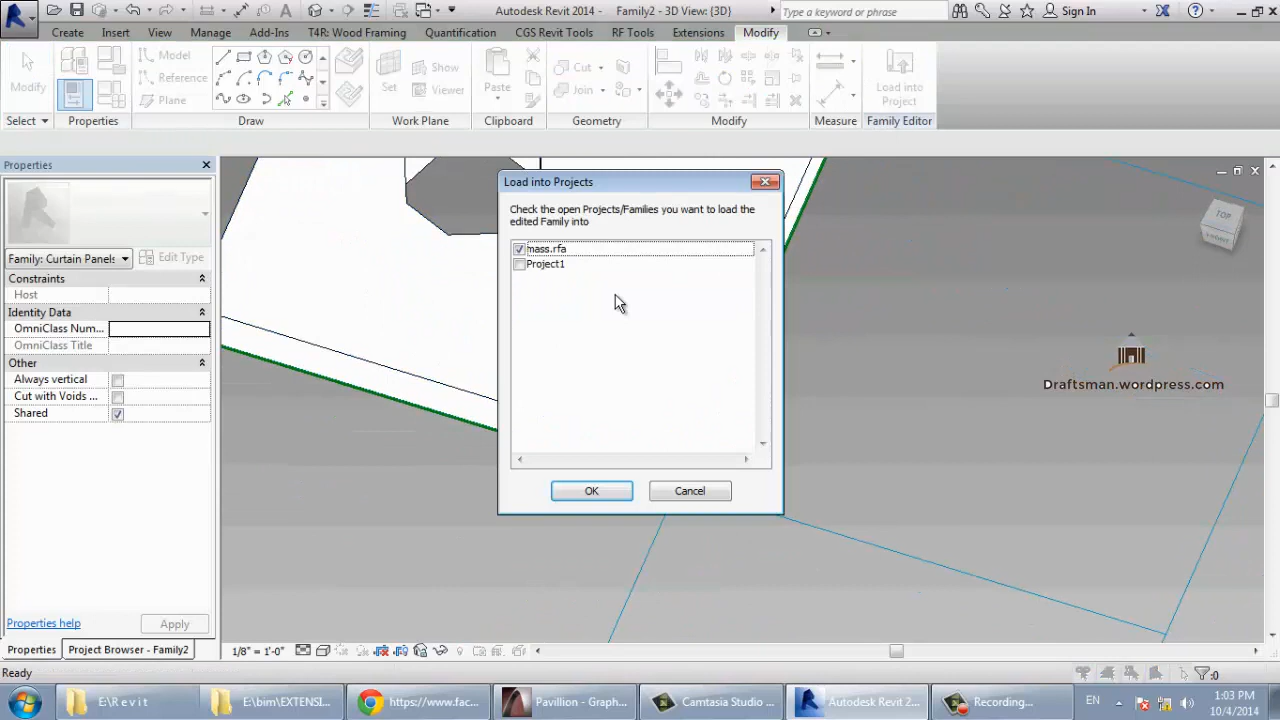 Autodesk Revit 2014 - Family2 - 3D View: {3D}
Type a keyword or phrase
Sign In
Create Insert View Manage Add-Ins T4R: Wood Framing Quantification CGS Revit Tools RF Tools Extensions Modify
Modify
Model
Reference
Plane
Set
Show
Viewer
Paste
Cut
Join
Load into
Project
Select Properties Draw Work Plane Clipboard Geometry Modify Measure Family Editor
Properties
Family: Curtain Panels
Edit Type
Constraints
Host
Identity Data
OmniClass Num...
OmniClass Title
Other
Always vertical
Cut with Voids ...
Shared
Properties help
Apply
Properties
Project Browser - Family2
Load into Projects
Check the open Projects/Families you want to load the
edited Family into
mass.rfa
Project1
OK
Cancel
TOP
Draftsman.wordpress.com
1/8" = 1'-0"
Ready
:0
E:\R e v i t
E:\bim\EXTENSI...
https://www.fac...
Pavillion - Graph...
Camtasia Studio ...
Autodesk Revit 2...
Recording...
EN
1:03 PM
10/4/2014